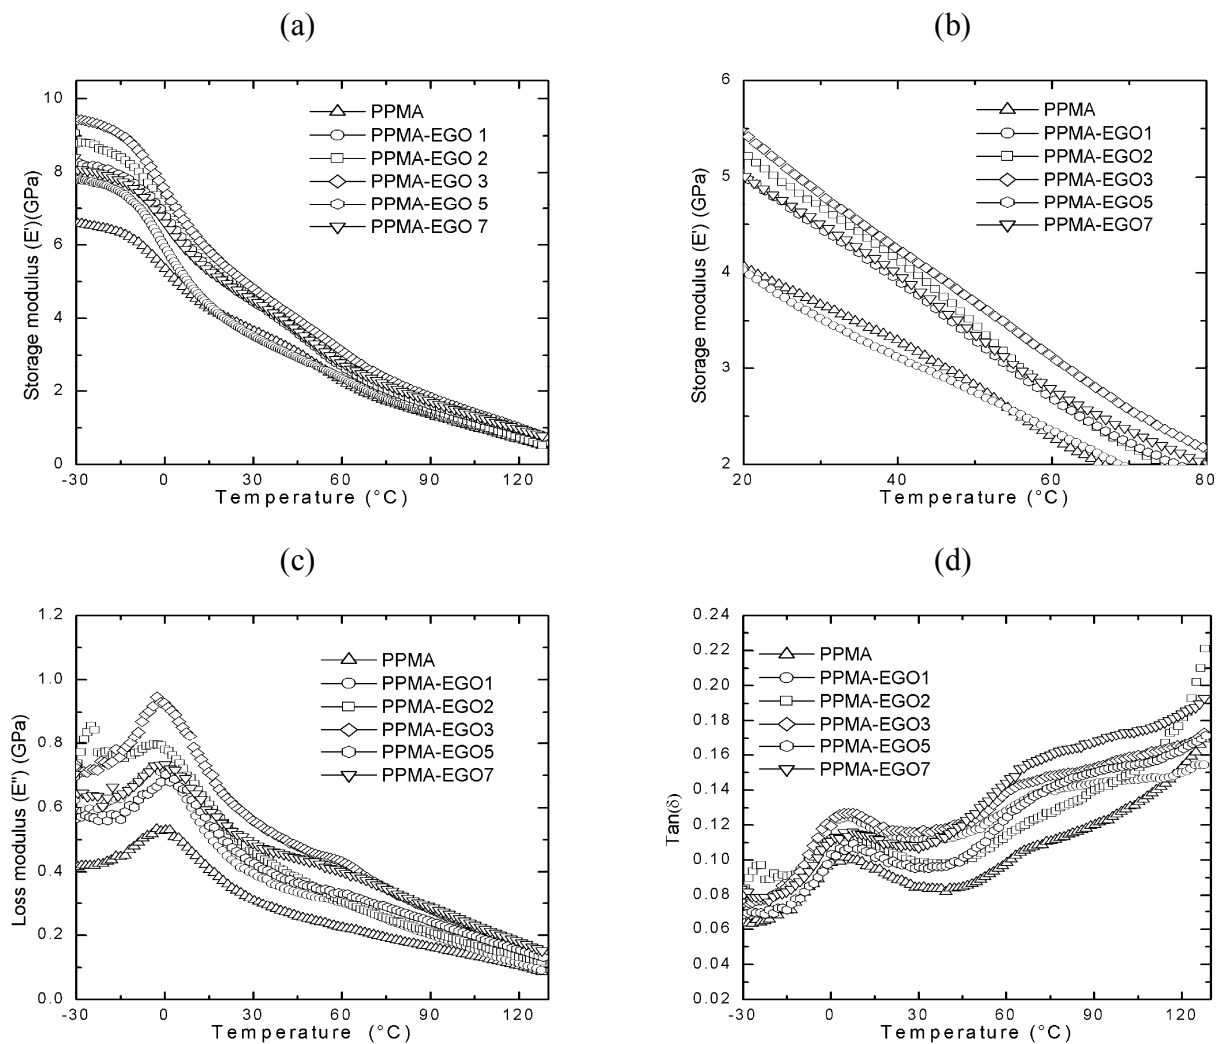 (a)
10
8
6
4
2
0
-30
0
30
60
90
120
Storage modulus (E')(GPa)
Temperature (°C)
PPMA
PPMA-EGO 1
PPMA-EGO 2
PPMA-EGO 3
PPMA-EGO 5
PPMA-EGO 7
(b)
6
5
4
3
2
20
40
60
80
Storage modulus (E') (GPa)
Temperature (°C)
PPMA
PPMA-EGO1
PPMA-EGO2
PPMA-EGO3
PPMA-EGO5
PPMA-EGO7
(c)
1.2
1.0
0.8
0.6
0.4
0.2
0.0
-30
0
30
60
90
120
Loss modulus (E") (GPa)
Temperature (°C)
PPMA
PPMA-EGO1
PPMA-EGO2
PPMA-EGO3
PPMA-EGO5
PPMA-EGO7
(d)
0.24
0.22
0.20
0.18
0.16
0.14
0.12
0.10
0.08
0.06
0.04
0.02
-30
0
30
60
90
120
Tan(δ)
Temperature (°C)
PPMA
PPMA-EGO1
PPMA-EGO2
PPMA-EGO3
PPMA-EGO5
PPMA-EGO7